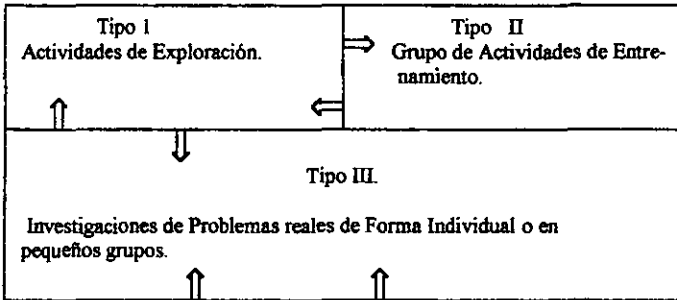 Tipo I
Actividades de Exploración.
Tipo II
Grupo de Actividades de Entre-
namiento.
Tipo III.
Investigaciones de Problemas reales de Forma Individual o en
pequeños grupos.